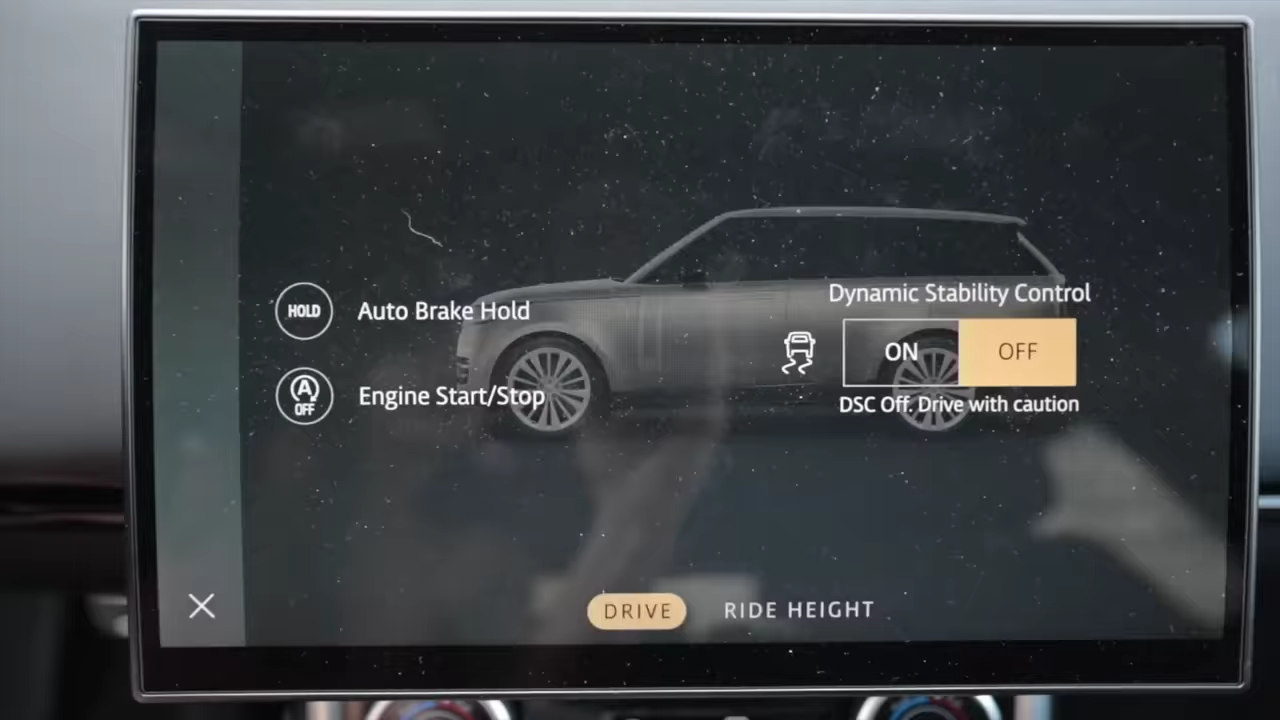 Dynamic Stability Control
HOLD
Auto Brake Hold
ON
OFF
A
OFF
Engine Start/Stop
DSC Off. Drive with caution
DRIVE
RIDE HEIGHT